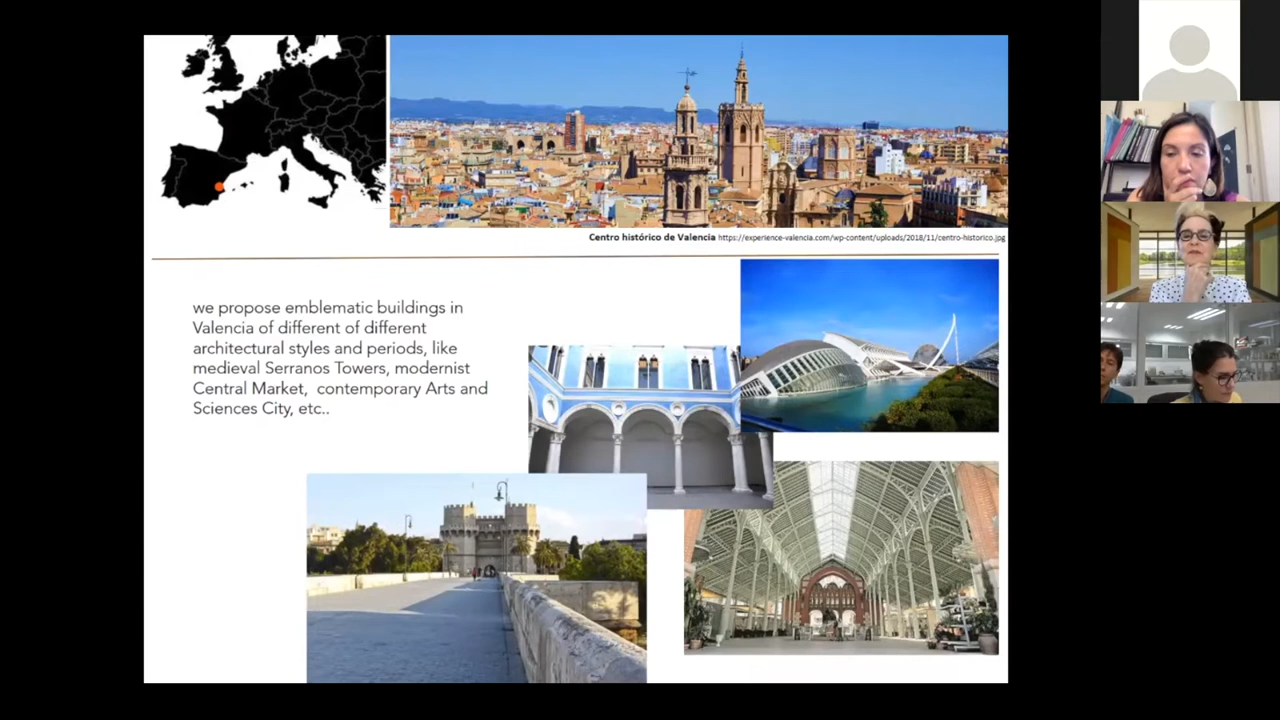 Centro histórico de Valencia https://experience-valencia.com/wp-content/uploads/2018/11/centro-historico.jpg
we propose emblematic buildings in
Valencia of different of different
architectural styles and periods, like
medieval Serranos Towers, modernist
Central Market, contemporary Arts and
Sciences City, etc..